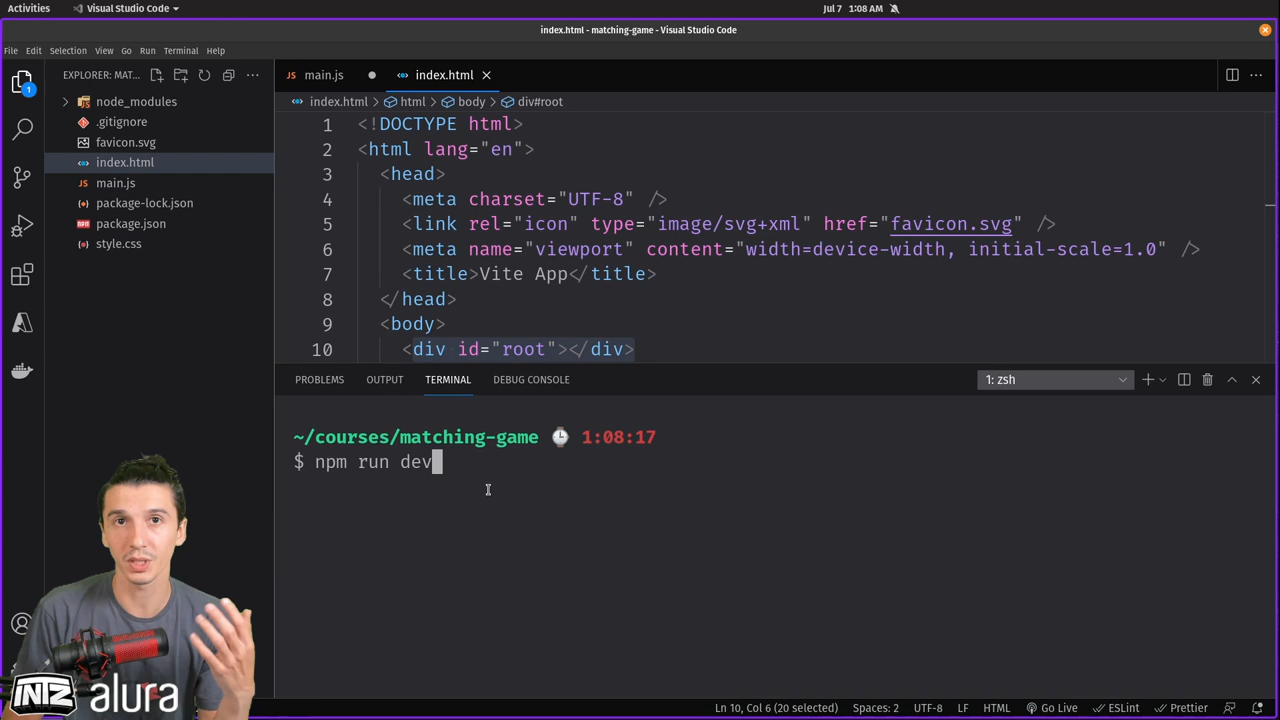 Activities
Visual Studio Code
Jul 7 1:08 AM
index.html - matching-game - Visual Studio Code
File Edit Selection View Go Run Terminal Help
EXPLORER: MAT...
main.js
index.html
node_modules
.gitignore
favicon.svg
index.html
main.js
package-lock.json
package.json
style.css
1
index.html > html > body > div#root
1 <!DOCTYPE html>
2 <html lang="en">
3 <head>
4 <meta charset="UTF-8" />
5 <link rel="icon" type="image/svg+xml" href="favicon.svg" />
6 <meta name="viewport" content="width=device-width, initial-scale=1.0" />
7 <title>Vite App</title>
8 </head>
9 <body>
10 <div id="root"></div>
PROBLEMS OUTPUT TERMINAL DEBUG CONSOLE
1: zsh
~/courses/matching-game 1:08:17
$ npm run dev
INTZ alura
Ln 10, Col 6 (20 selected) Spaces: 2 UTF-8 LF HTML Go Live ESLint Prettier